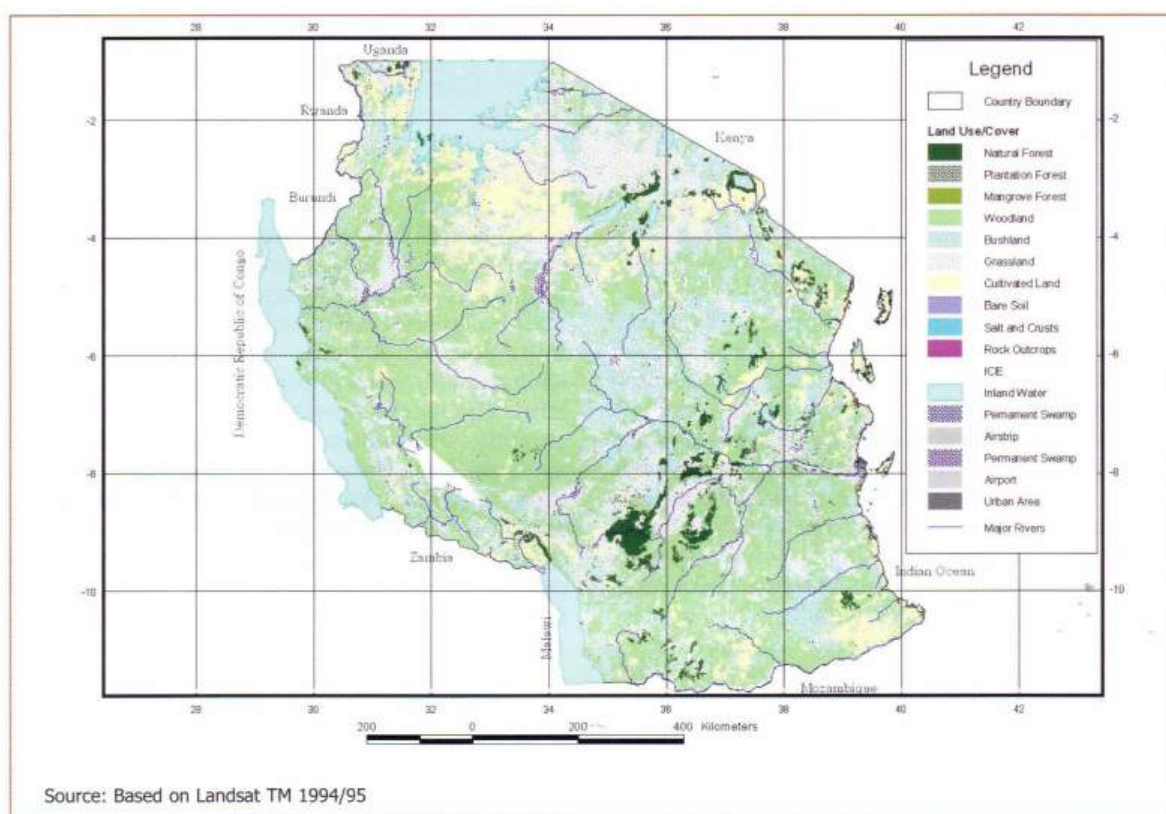 28 30 32 34 36 38 40 42
Uganda
Legend
Country Boundary
Rwanda
-2 -2
Kenya
Land Use/Cover
Natural Forest
Plantation Forest
Mangrove Forest
Burundi
Woodland
-4 -4
Bushland
Grassland
Democratic Republic of Congo
Cultivated Land
Bare Soil
Salt and Crusts
Rock Outcrops
-6 -6
ICE
Inland Water
Permament Swamp
Airstrip
Permament Swamp
-8 -8
Airport
Urban Area
Major Rivers
Zambia
Indian Ocean
-10 -10
Malawi
Mozambique
28 30 32 34 36 38 40 42
200 0 200 400 Kilometers
Source: Based on Landsat TM 1994/95